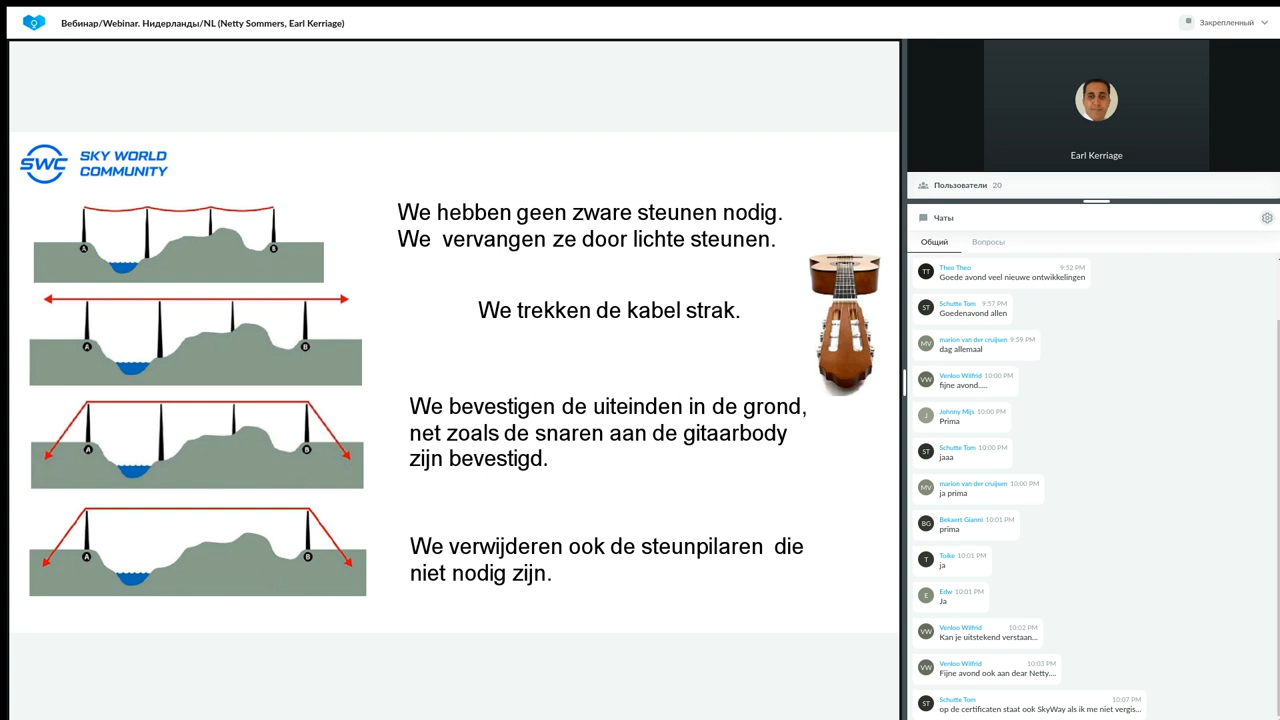 Вебинар/Webinar. Нидерланды/NL (Netty Sommers, Earl Kerriage)
Закрепленный
SWC SKY WORLD
COMMUNITY
We hebben geen zware steunen nodig.
We vervangen ze door lichte steunen.
A
B
We trekken de kabel strak.
A
B
We bevestigen de uiteinden in de grond,
net zoals de snaren aan de gitaarbody
zijn bevestigd.
A
B
We verwijderen ook de steunpilaren die
niet nodig zijn.
A
B
Earl Kerriage
Пользователи 20
Чаты
Общий Вопросы
TT Theo Theo 9:52 PM
Goede avond veel nieuwe ontwikkelingen
ST Schutte Tom 9:57 PM
Goedenavond allen
MV marion van der cruijsen 9:59 PM
dag allemaal
VW Venloo Wilfrid 10:00 PM
fijne avond.....
J Johnny Mijs 10:00 PM
Prima
ST Schutte Tom 10:00 PM
jaaa
MV marion van der cruijsen 10:00 PM
ja prima
BG Bekaert Gianni 10:01 PM
prima
T Toike 10:01 PM
ja
E Edw 10:01 PM
Ja
VW Venloo Wilfrid 10:02 PM
Kan je uitstekend verstaan...
VW Venloo Wilfrid 10:03 PM
Fijne avond ook aan dear Netty....
ST Schutte Tom 10:07 PM
op de certificaten staat ook SkyWay als ik me niet vergis...